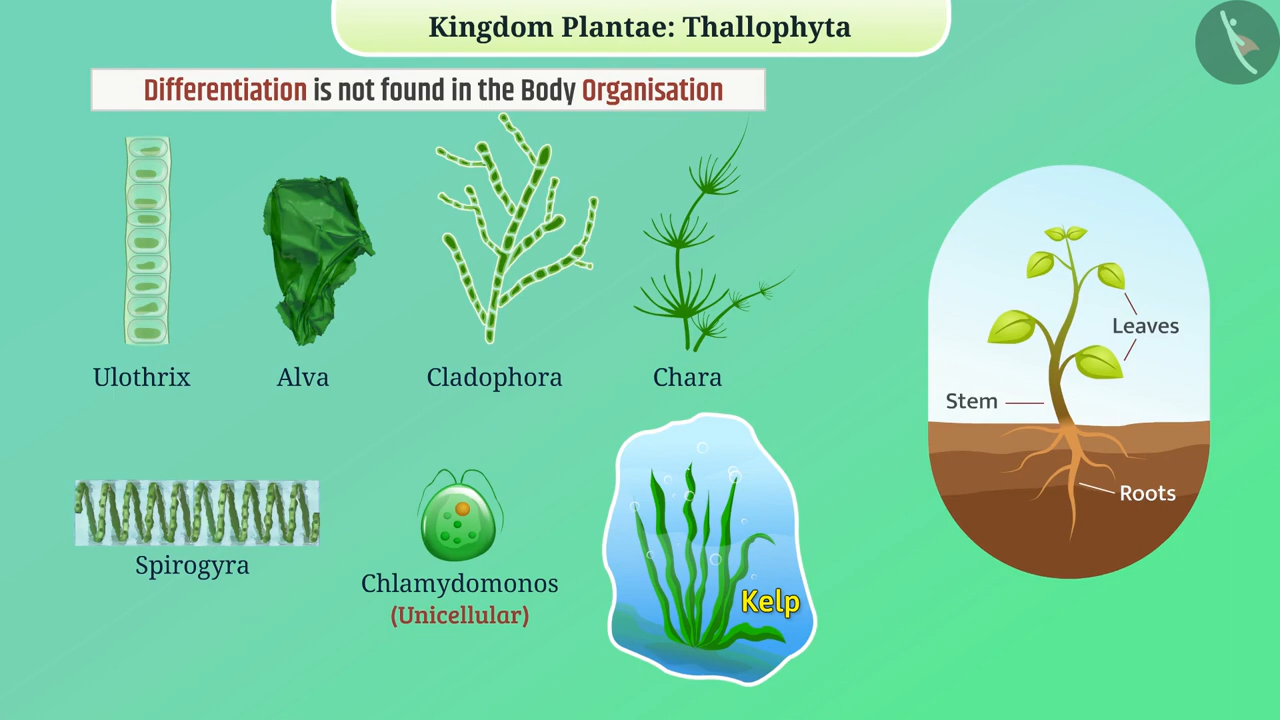 Kingdom Plantae: Thallophyta
Differentiation is not found in the Body Organisation
Ulothrix
Alva
Cladophora
Chara
Leaves
Stem
Roots
Spirogyra
Chlamydomonos
(Unicellular)
Kelp